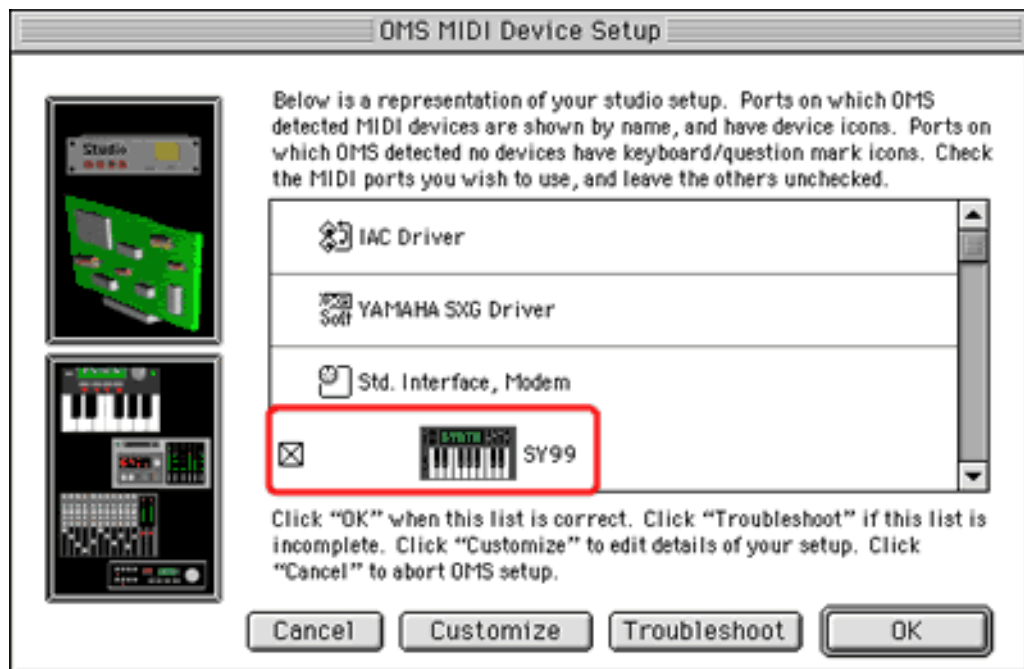 OMS MIDI Device Setup
Studio
Below is a representation of your studio setup. Ports on which OMS
detected MIDI devices are shown by name, and have device icons. Ports on
which OMS detected no devices have keyboard/question mark icons. Check
the MIDI ports you wish to use, and leave the others unchecked.
IAC Driver
Soft YAMAHA SXG Driver
Std. Interface, Modem
SYNTH SY99
Click “OK” when this list is correct. Click “Troubleshoot” if this list is
incomplete. Click “Customize” to edit details of your setup. Click
“Cancel” to abort OMS setup.
Cancel Customize Troubleshoot OK